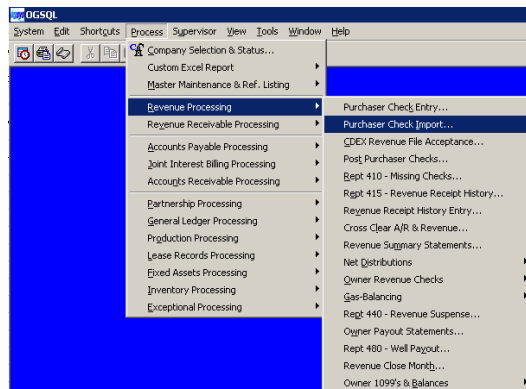 OGSQL
System Edit Shortcuts Process Supervisor View Tools Window Help
Company Selection & Status...
Custom Excel Report
Master Maintenance & Ref. Listing
Revenue Processing
Revenue Receivable Processing
Accounts Payable Processing
Joint Interest Billing Processing
Accounts Receivable Processing
Partnership Processing
General Ledger Processing
Production Processing
Lease Records Processing
Fixed Assets Processing
Inventory Processing
Exceptional Processing
Purchaser Check Entry...
Purchaser Check Import...
CDEX Revenue File Acceptance...
Post Purchaser Checks...
Rept 410 - Missing Checks...
Rept 415 - Revenue Receipt History...
Revenue Receipt History Entry...
Cross Clear A/R & Revenue...
Revenue Summary Statements...
Net Distributions
Owner Revenue Checks
Gas-Balancing
Rept 440 - Revenue Suspense...
Owner Payout Statements...
Rept 480 - Well Payout...
Revenue Close Month...
Owner 1099's & Balances